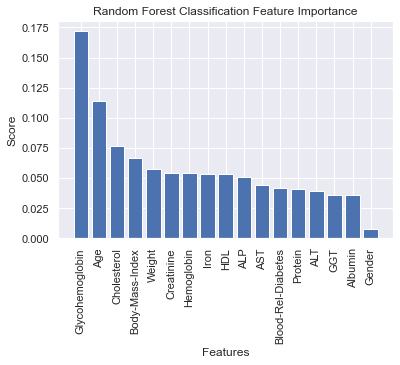 Random Forest Classification Feature Importance
Score
0.175
0.150
0.125
0.100
0.075
0.050
0.025
0.000
Glycohemoglobin
Age
Cholesterol
Body-Mass-Index
Weight
Creatinine
Hemoglobin
Iron
HDL
ALP
AST
Blood-Rel-Diabetes
Protein
ALT
GGT
Albumin
Gender
Features